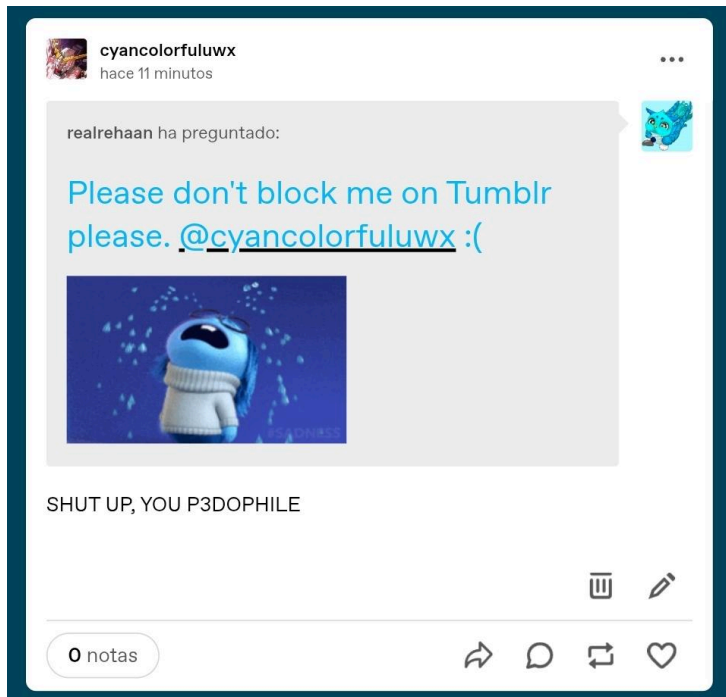 cyancolorfuluwx
hace 11 minutos
realrehaan ha preguntado:
Please don't block me on Tumblr
please. @cyancolorfuluwx :(
#SADNESS
SHUT UP, YOU P3DOPHILE
0 notas